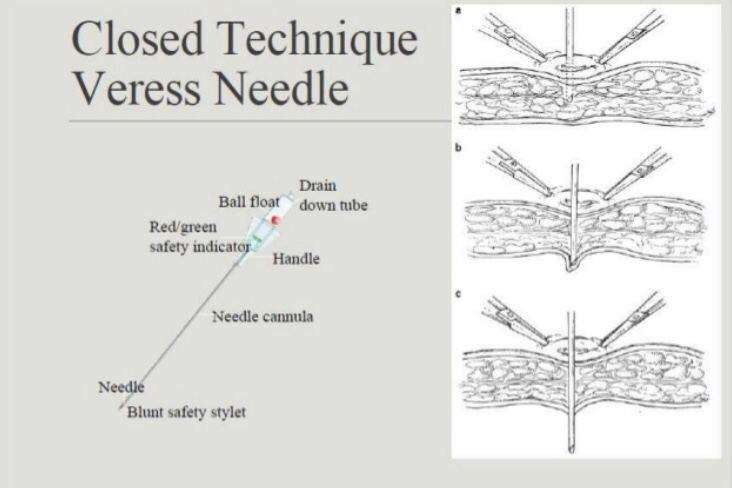 Closed Technique
Veress Needle
Drain
down tube
Ball float
Red/green
safety indicator
Handle
Needle cannula
Needle
Blunt safety stylet
a
b
c